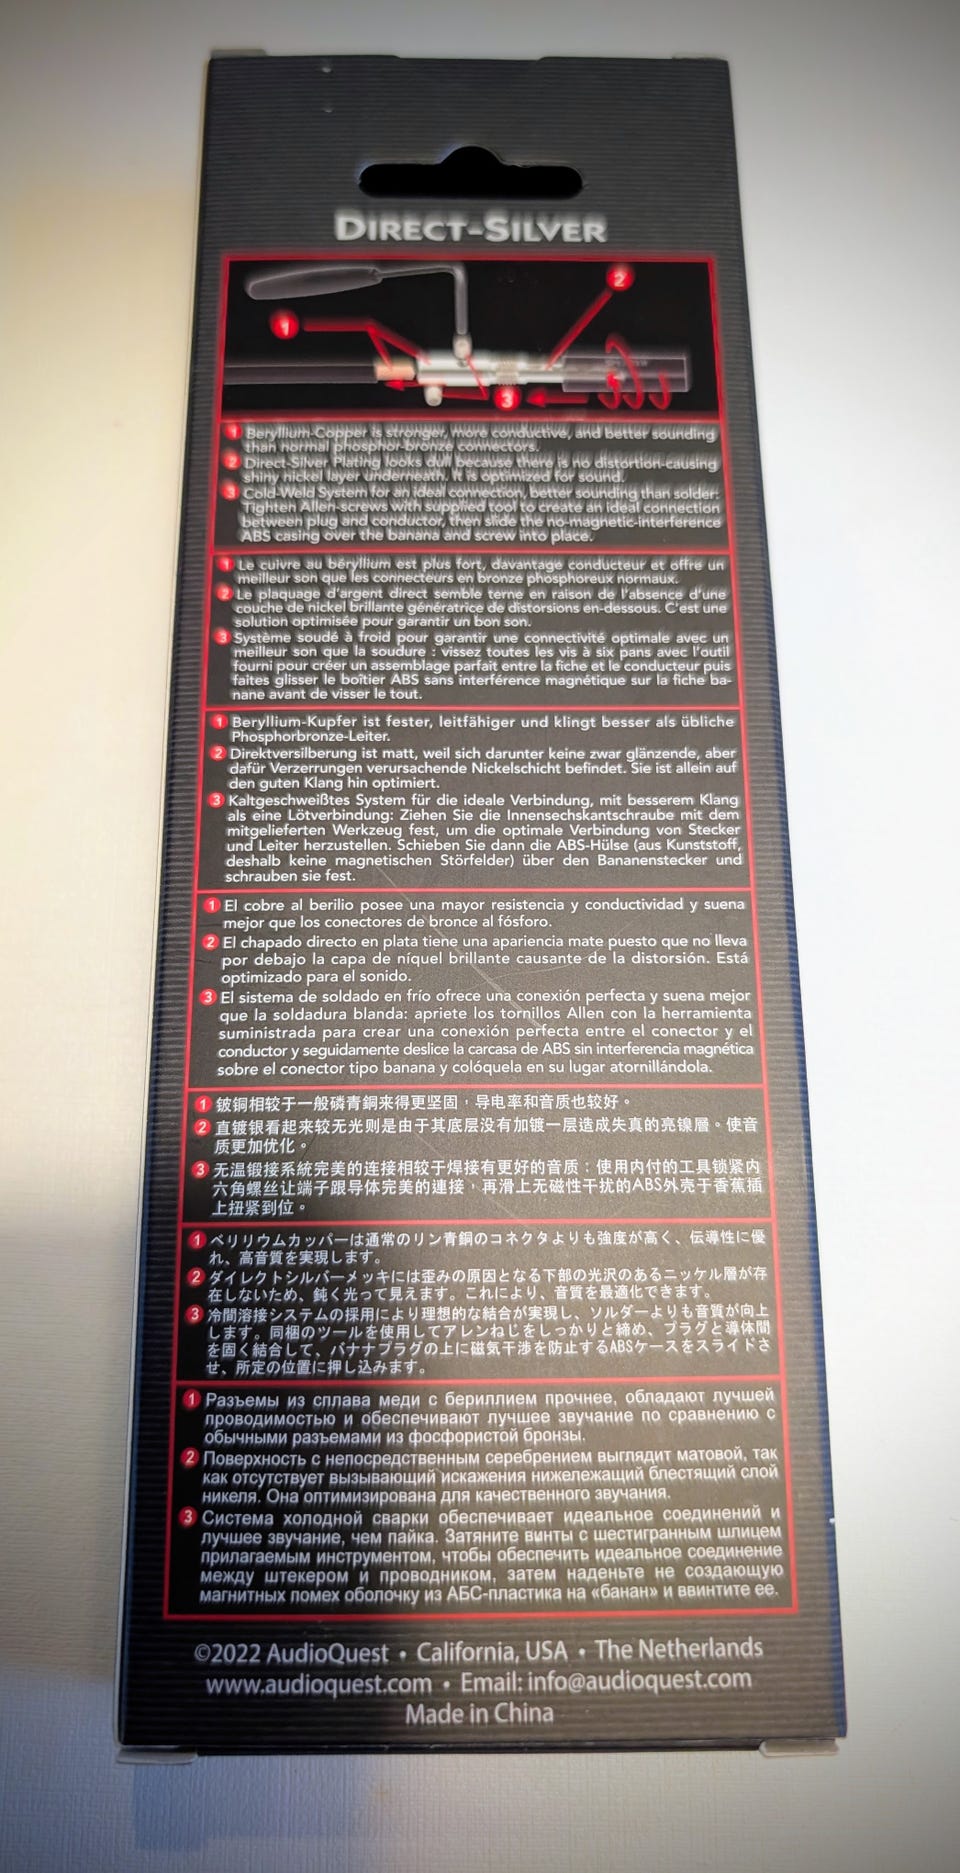 DIRECT-SILVER
1
2
3
1 Beryllium-Copper is stronger, more conductive, and better sounding
than normal phosphor-bronze connectors.
2 Direct-Silver Plating looks dull because there is no distortion-causing
shiny nickel layer underneath. It is optimized for sound.
3 Cold-Weld System for an ideal connection, better sounding than solder:
Tighten Allen-screws with supplied tool to create an ideal connection
between plug and conductor, then slide the no-magnetic-interference
ABS casing over the banana and screw into place.
1 Le cuivre au béryllium est plus fort, davantage conducteur et offre un
meilleur son que les connecteurs en bronze phosphoreux normaux.
2 Le plaquage d'argent direct semble terne en raison de l'absence d'une
couche de nickel brillante génératrice de distorsions en-dessous. C'est une
solution optimisée pour garantir un bon son.
3 Système soudé à froid pour garantir une connectivité optimale avec un
meilleur son que la soudure : vissez toutes les vis à six pans avec l'outil
fourni pour créer un assemblage parfait entre la fiche et le conducteur puis
faites glisser le boîtier ABS sans interférence magnétique sur la fiche ba-
nane avant de visser le tout.
1 Beryllium-Kupfer ist fester, leitfähiger und klingt besser als übliche
Phosphorbronze-Leiter.
2 Direktversilberung ist matt, weil sich darunter keine zwar glänzende, aber
dafür Verzerrungen verursachende Nickelschicht befindet. Sie ist allein auf
den guten Klang hin optimiert.
3 Kaltgeschweißtes System für die ideale Verbindung, mit besserem Klang
als eine Lötverbindung: Ziehen Sie die Innensechskantschraube mit dem
mitgelieferten Werkzeug fest, um die optimale Verbindung von Stecker
und Leiter herzustellen. Schieben Sie dann die ABS-Hülse (aus Kunststoff,
deshalb keine magnetischen Störfelder) über den Bananenstecker und
schrauben sie fest.
1 El cobre al berilio posee una mayor resistencia y conductividad y suena
mejor que los conectores de bronce al fósforo.
2 El chapado directo en plata tiene una apariencia mate puesto que no lleva
por debajo la capa de níquel brillante causante de la distorsión. Está
optimizado para el sonido.
3 El sistema de soldado en frío ofrece una conexión perfecta y suena mejor
que la soldadura blanda: apriete los tornillos Allen con la herramienta
suministrada para crear una conexión perfecta entre el conector y el
conductor y seguidamente deslice la carcasa de ABS sin interferencia magnética
sobre el conector tipo banana y colóquela en su lugar atornillándola.
1 铍铜相较于一般磷青銅来得更坚固，导电率和音质也较好。
2 直镀银看起来较无光则是由于其底层没有加镀一层造成失真的亮镍層。使音
质更加优化。
3 无温锻接系統完美的连接相较于焊接有更好的音质：使用内付的工具锁紧内
六角螺丝让端子跟导体完美的連接，再滑上无磁性干扰的ABS外壳于香蕉插
上扭紧到位。
1 ベリリウムカッパーは通常のリン青銅のコネクタよりも強度が高く、伝導性に優
れ、高音質を実現します。
2 ダイレクトシルバーメッキには歪みの原因となる下部の光沢のあるニッケル層が存
在しないため、鈍く光って見えます。これにより、音質を最適化できます。
3 冷間溶接システムの採用により理想的な結合が実現し、ソルダーよりも音質が向上
します。同梱のツールを使用してアレンねじをしっかりと締め、プラグと導体間
を固く結合して、バナナプラグの上に磁気干渉を防止するABSケースをスライドさ
せ、所定の位置に押し込みます。
1 Разъемы из сплава меди с бериллием прочнее, обладают лучшей
проводимостью и обеспечивают лучшее звучание по сравнению с
обычными разъемами из фосфористой бронзы.
2 Поверхность с непосредственным серебрением выглядит матовой, так
как отсутствует вызывающий искажения нижележащий блестящий слой
никеля. Она оптимизирована для качественного звучания.
3 Система холодной сварки обеспечивает идеальное соединений и
лучшее звучание, чем пайка. Затяните винты с шестигранным шлицем
прилагаемым инструментом, чтобы обеспечить идеальное соединение
между штекером и проводником, затем наденьте не создающую
магнитных помех оболочку из АБС-пластика на «банан» и ввинтите ее.
©2022 AudioQuest • California, USA • The Netherlands
www.audioquest.com • Email: info@audioquest.com
Made in China